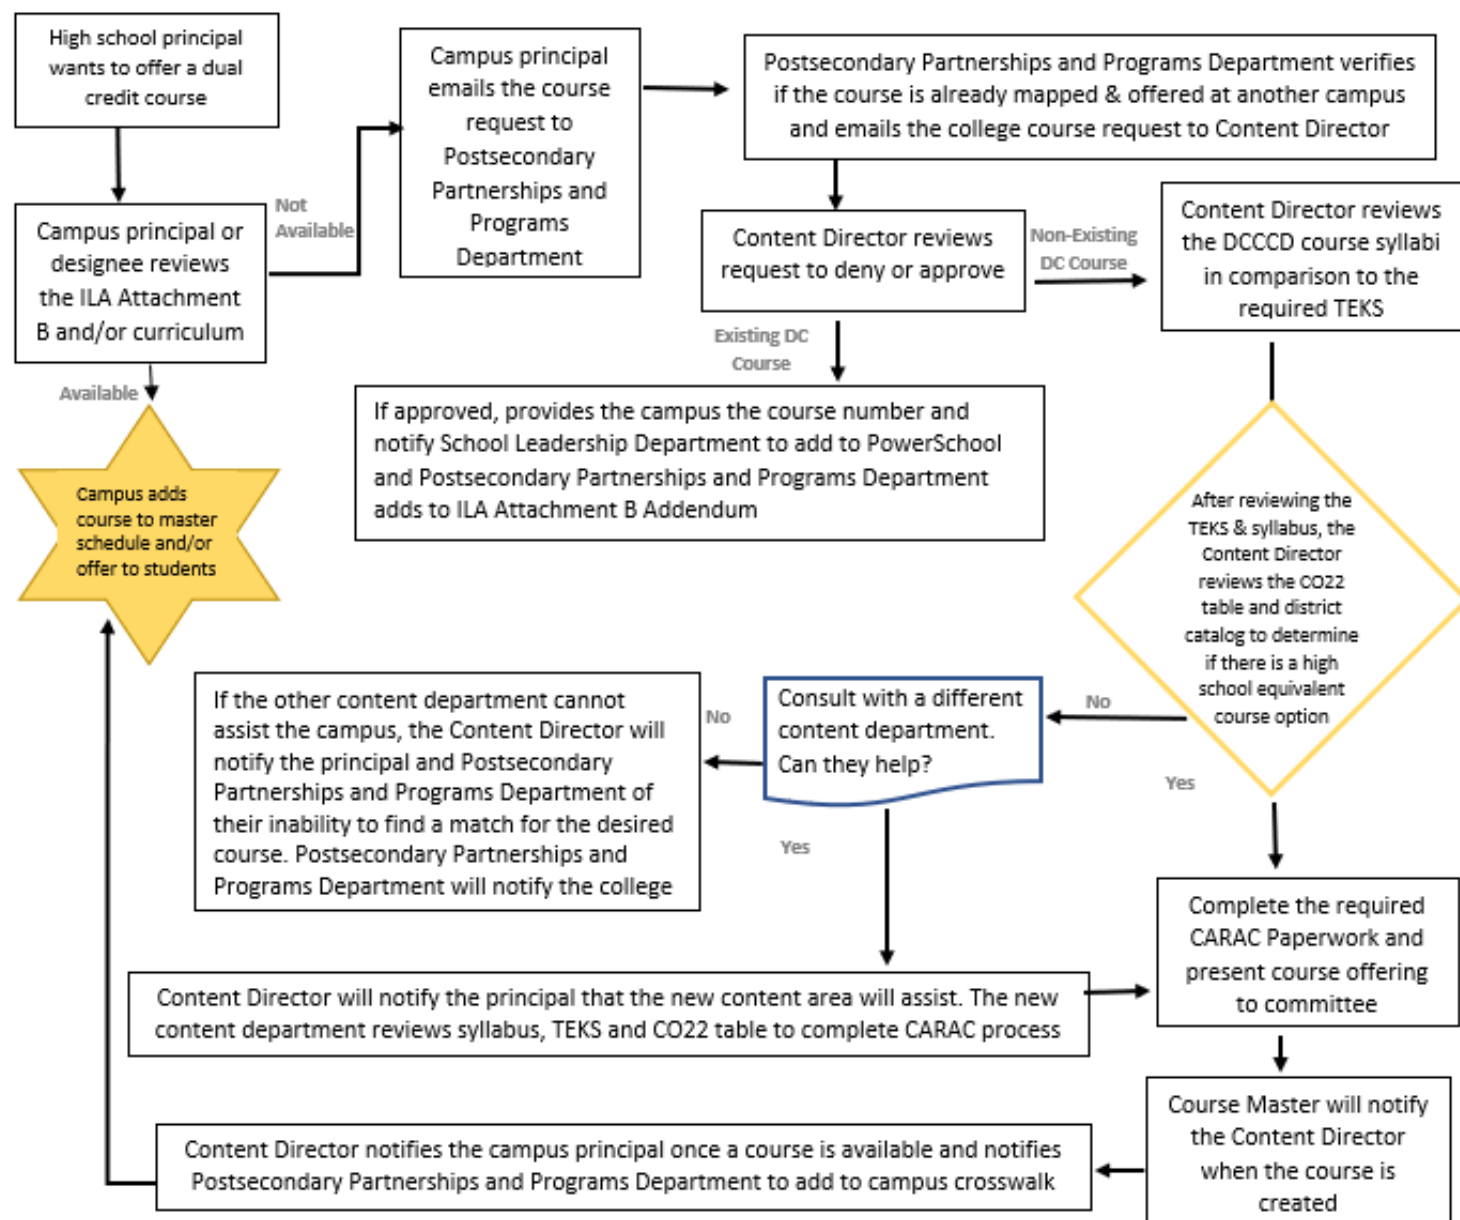 High school principal
wants to offer a dual
credit course
Campus principal or
designee reviews
the ILA Attachment
B and/or curriculum
Not
Available
Available
Campus adds
course to master
schedule and/or
offer to students
Campus principal
emails the course
request to
Postsecondary
Partnerships and
Programs
Department
Postsecondary Partnerships and Programs Department verifies
if the course is already mapped & offered at another campus
and emails the college course request to Content Director
Content Director reviews
request to deny or approve
Non-Existing
DC Course
Existing DC
Course
If approved, provides the campus the course number and
notify School Leadership Department to add to PowerSchool
and Postsecondary Partnerships and Programs Department
adds to ILA Attachment B Addendum
Content Director reviews
the DCCCD course syllabi
in comparison to the
required TEKS
After reviewing the
TEKS & syllabus, the
Content Director
reviews the CO22
table and district
catalog to determine
if there is a high
school equivalent
course option
No
Yes
Consult with a different
content department.
Can they help?
No
Yes
If the other content department cannot
assist the campus, the Content Director will
notify the principal and Postsecondary
Partnerships and Programs Department of
their inability to find a match for the desired
course. Postsecondary Partnerships and
Programs Department will notify the college
Content Director will notify the principal that the new content area will assist. The new
content department reviews syllabus, TEKS and CO22 table to complete CARAC process
Complete the required
CARAC Paperwork and
present course offering
to committee
Course Master will notify
the Content Director
when the course is
created
Content Director notifies the campus principal once a course is available and notifies
Postsecondary Partnerships and Programs Department to add to campus crosswalk